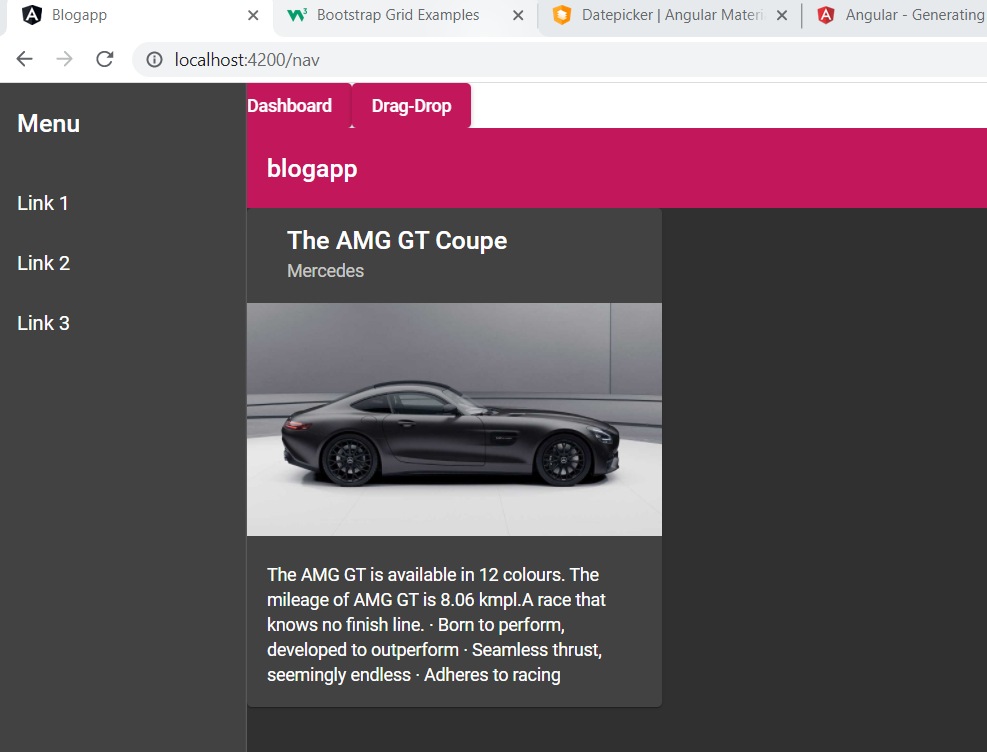 Blogapp
Bootstrap Grid Examples
Datepicker | Angular Materi
Angular - Generating
localhost:4200/nav
Menu
Link 1
Link 2
Link 3
Dashboard
Drag-Drop
blogapp
The AMG GT Coupe
Mercedes
The AMG GT is available in 12 colours. The
mileage of AMG GT is 8.06 kmpl.A race that
knows no finish line. · Born to perform,
developed to outperform · Seamless thrust,
seemingly endless · Adheres to racing